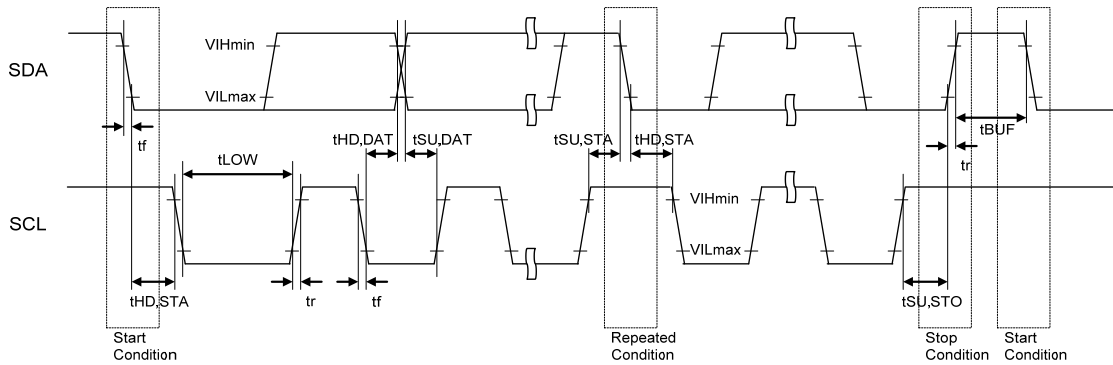 SDA
VIHmin
VILmax
tf
tLOW
tHD,DAT
tSU,DAT
tSU,STA
tHD,STA
tBUF
tr
SCL
VIHmin
VILmax
tHD,STA
tr
tf
tSU,STO
Start
Condition
Repeated
Condition
Stop
Condition
Start
Condition